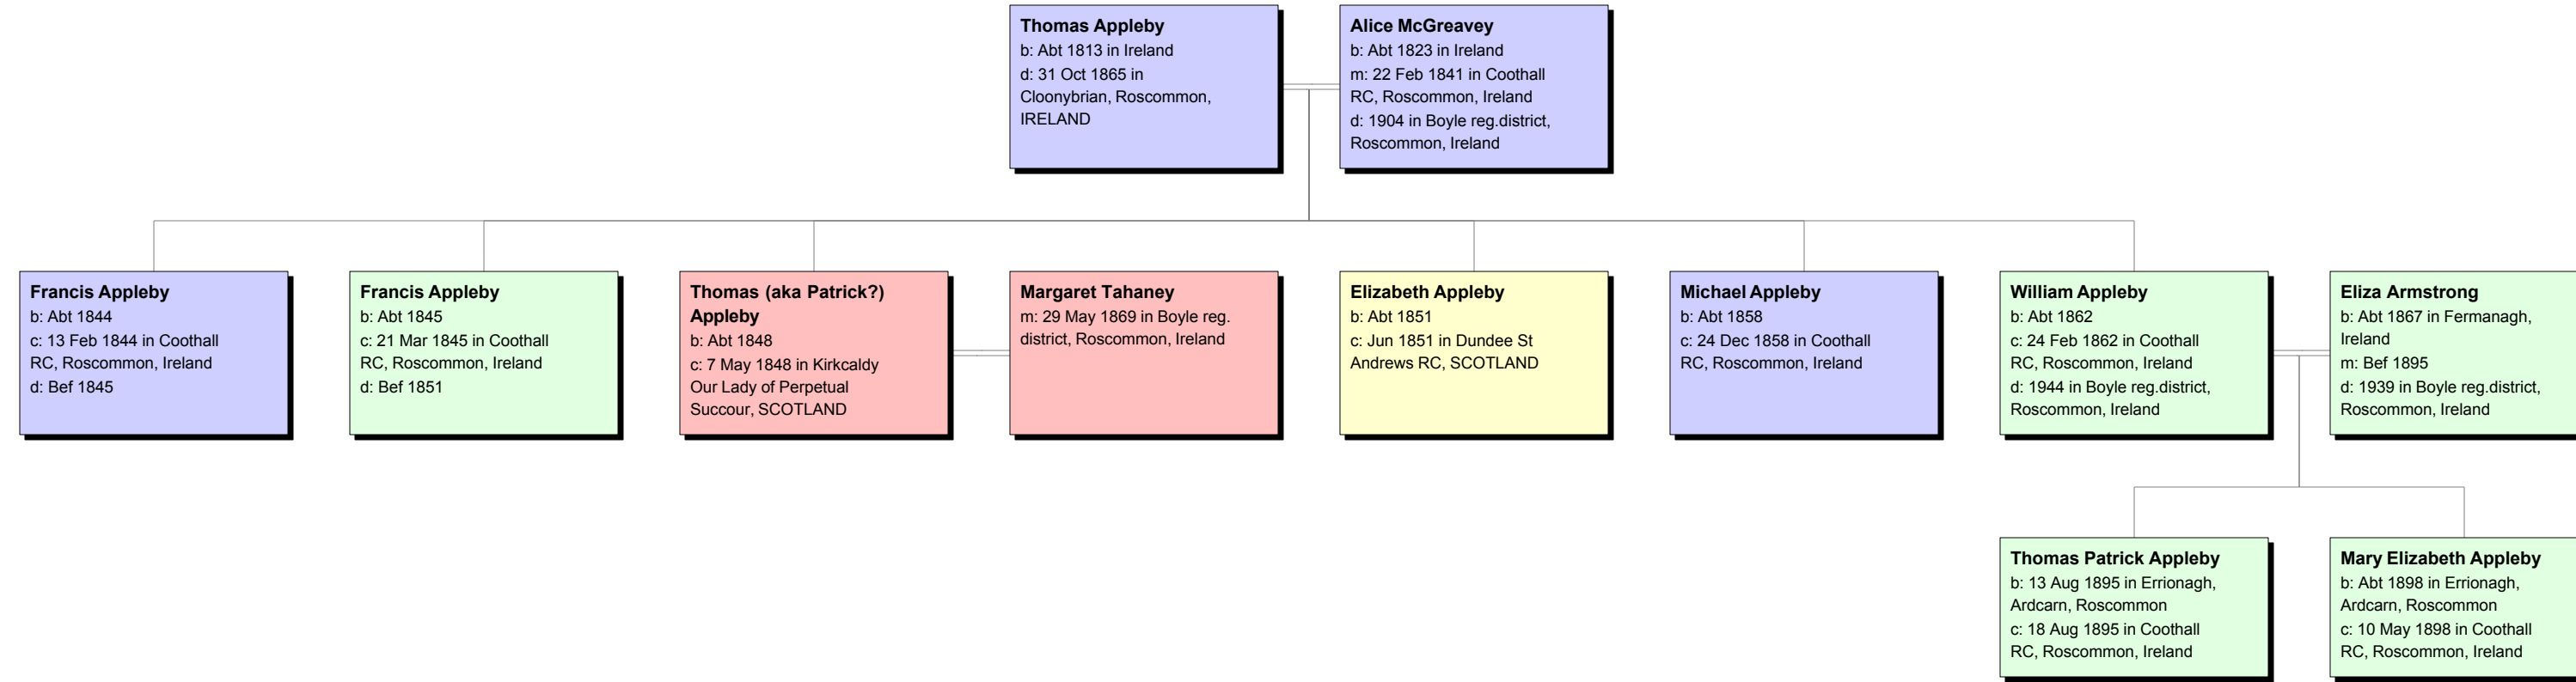 Thomas Appleby
b: Abt 1813 in Ireland
d: 31 Oct 1865 in
Cloonybrian, Roscommon,
IRELAND
Alice McGreavey
b: Abt 1823 in Ireland
m: 22 Feb 1841 in Coothall
RC, Roscommon, Ireland
d: 1904 in Boyle reg.district,
Roscommon, Ireland
Francis Appleby
b: Abt 1844
c: 13 Feb 1844 in Coothall
RC, Roscommon, Ireland
d: Bef 1845
Francis Appleby
b: Abt 1845
c: 21 Mar 1845 in Coothall
RC, Roscommon, Ireland
d: Bef 1851
Thomas (aka Patrick?)
Appleby
b: Abt 1848
c: 7 May 1848 in Kirkcaldy
Our Lady of Perpetual
Succour, SCOTLAND
Margaret Tahaney
m: 29 May 1869 in Boyle reg.
district, Roscommon, Ireland
Elizabeth Appleby
b: Abt 1851
c: Jun 1851 in Dundee St
Andrews RC, SCOTLAND
Michael Appleby
b: Abt 1858
c: 24 Dec 1858 in Coothall
RC, Roscommon, Ireland
William Appleby
b: Abt 1862
c: 24 Feb 1862 in Coothall
RC, Roscommon, Ireland
d: 1944 in Boyle reg.district,
Roscommon, Ireland
Eliza Armstrong
b: Abt 1867 in Fermanagh,
Ireland
m: Bef 1895
d: 1939 in Boyle reg.district,
Roscommon, Ireland
Thomas Patrick Appleby
b: 13 Aug 1895 in Errionagh,
Ardcarn, Roscommon
c: 18 Aug 1895 in Coothall
RC, Roscommon, Ireland
Mary Elizabeth Appleby
b: Abt 1898 in Errionagh,
Ardcarn, Roscommon
c: 10 May 1898 in Coothall
RC, Roscommon, Ireland